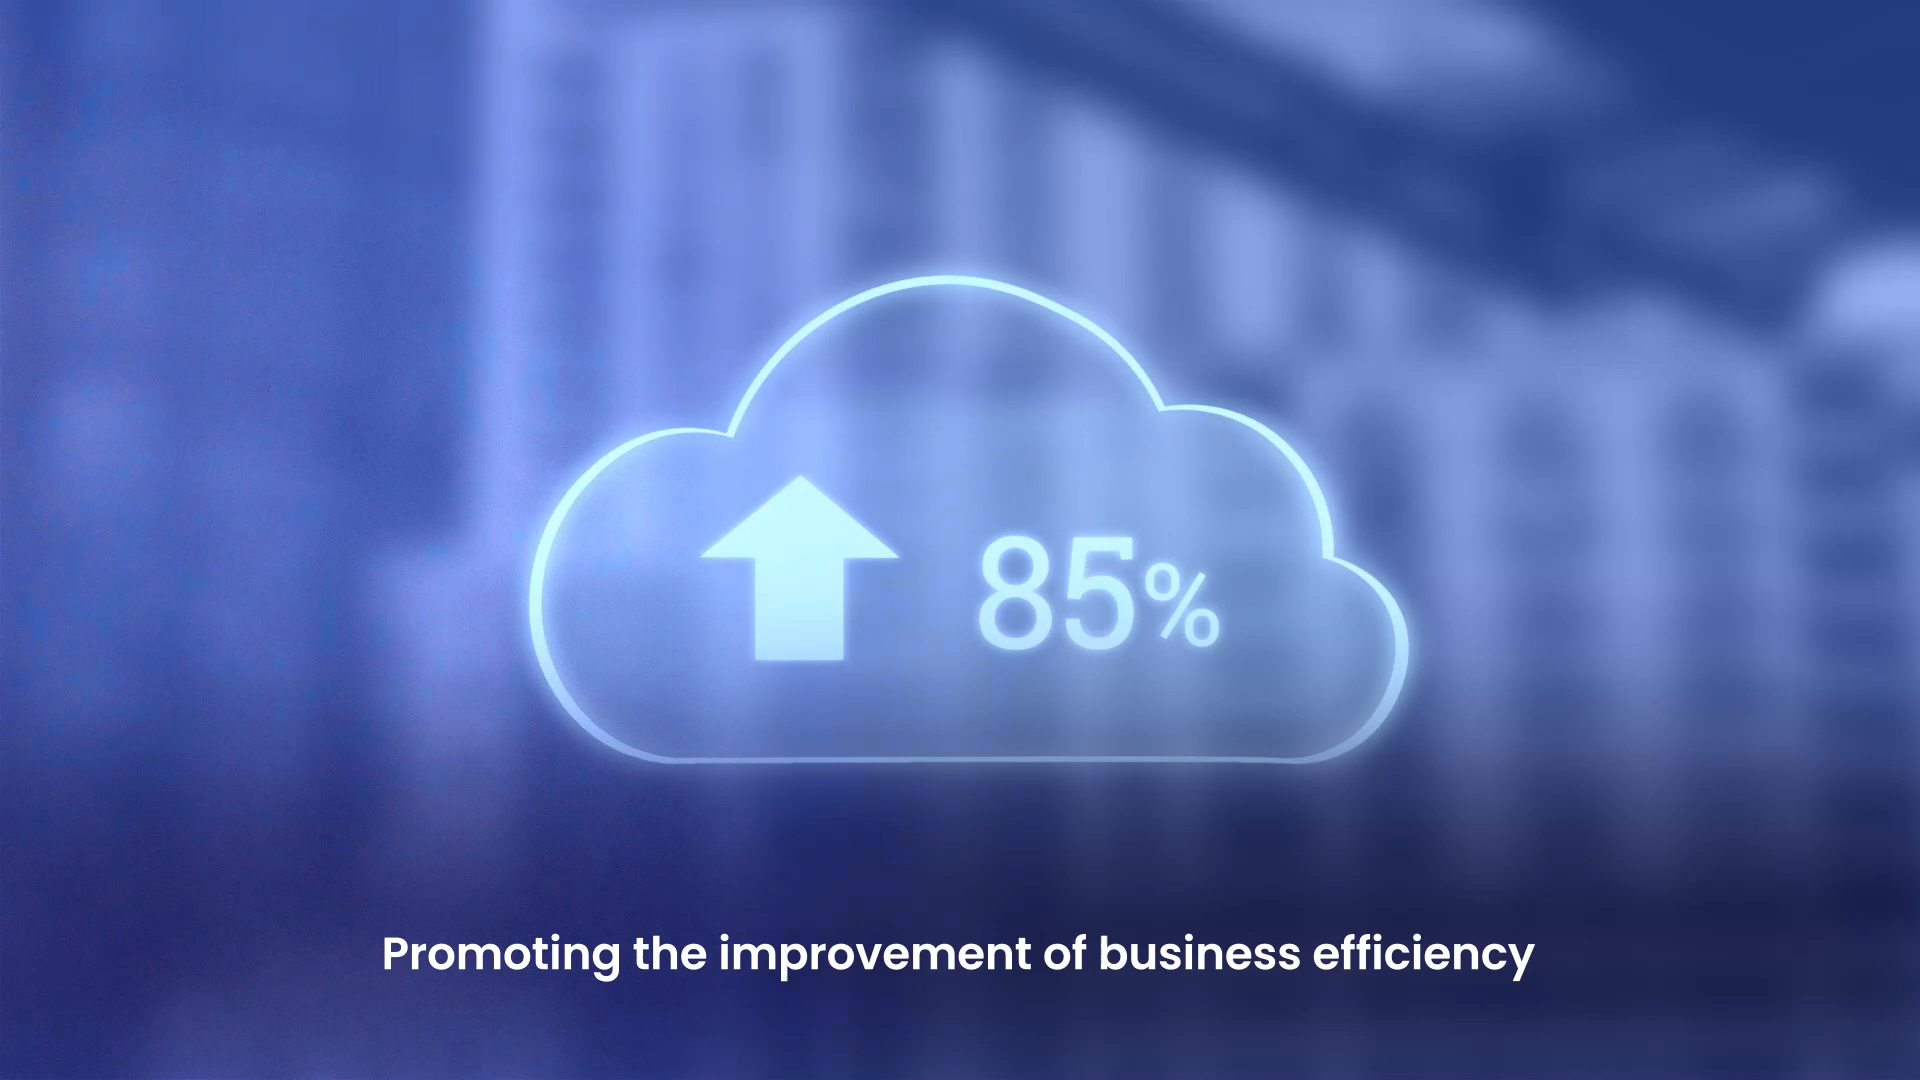 85%
Promoting the improvement of business efficiency